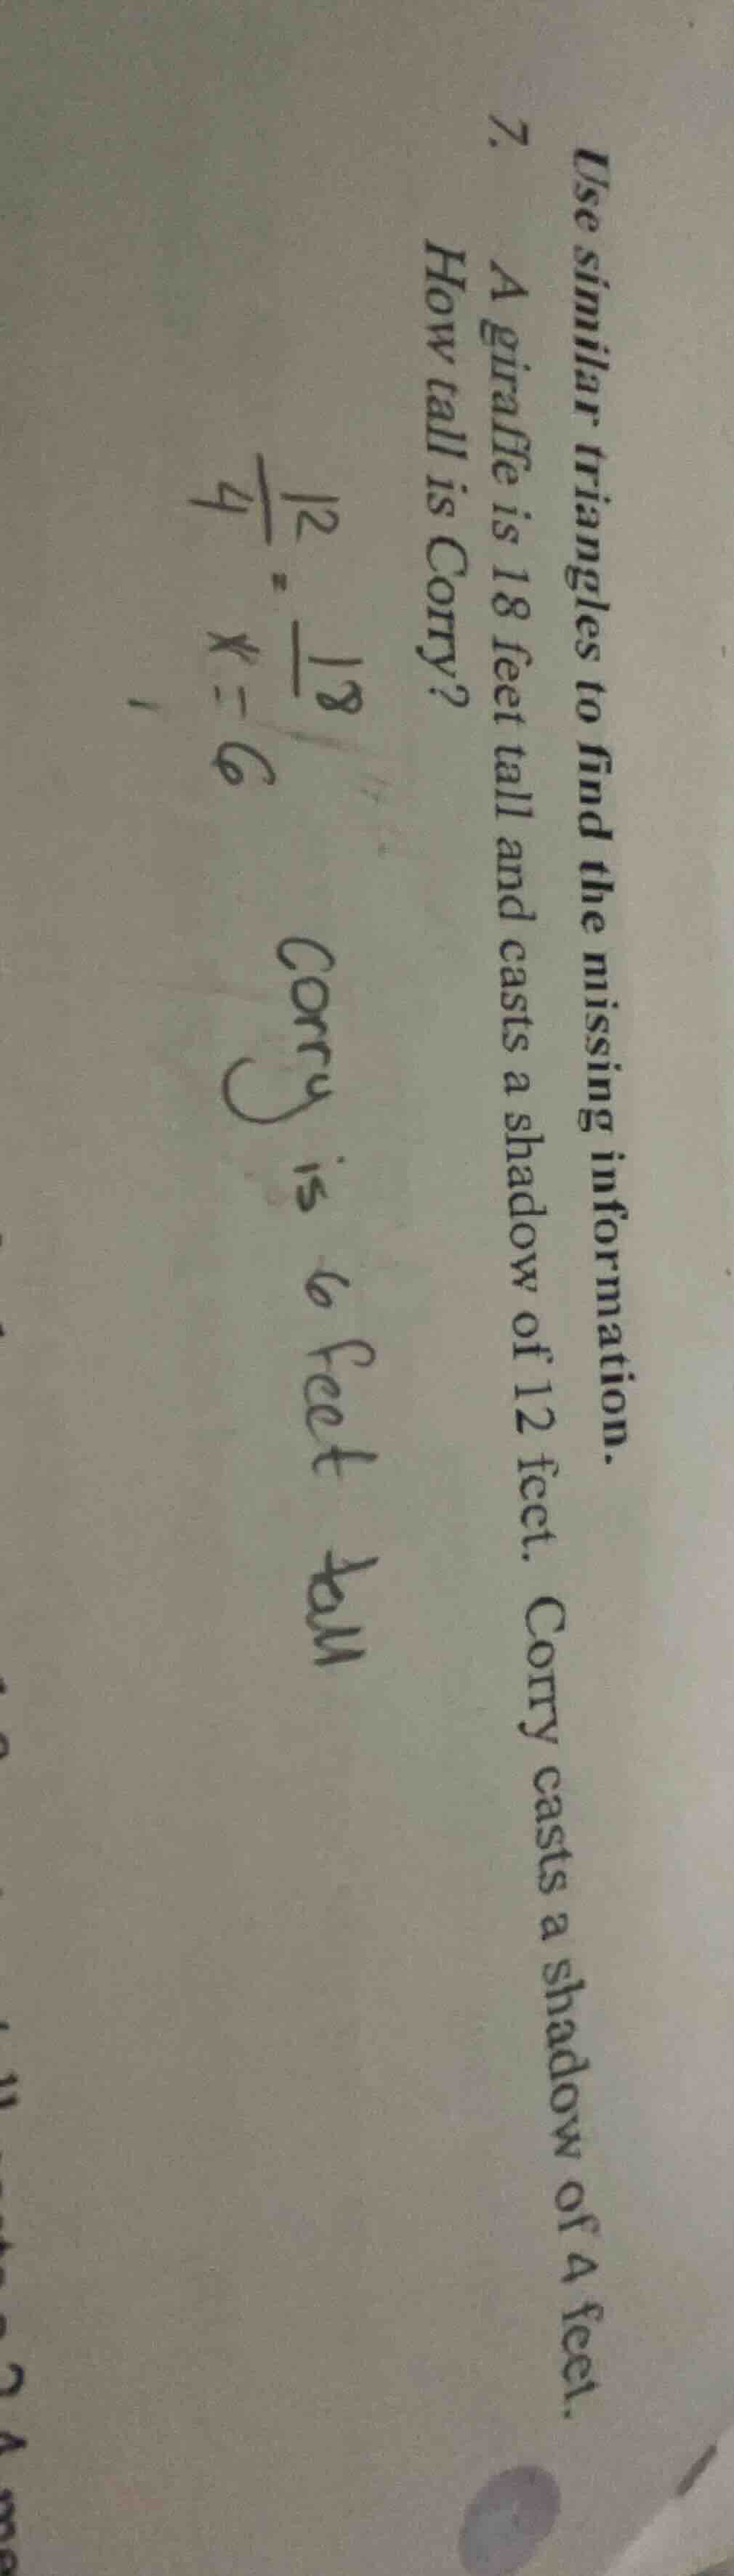 Use similar triangles to find the missing information.
7. A giraffe is 18 feet tall and casts a shadow of 12 feet. Corry casts a shadow of 4 feet.
How tall is Corry?
12/4 = 18/x = 6
Corry is 6 feet tall